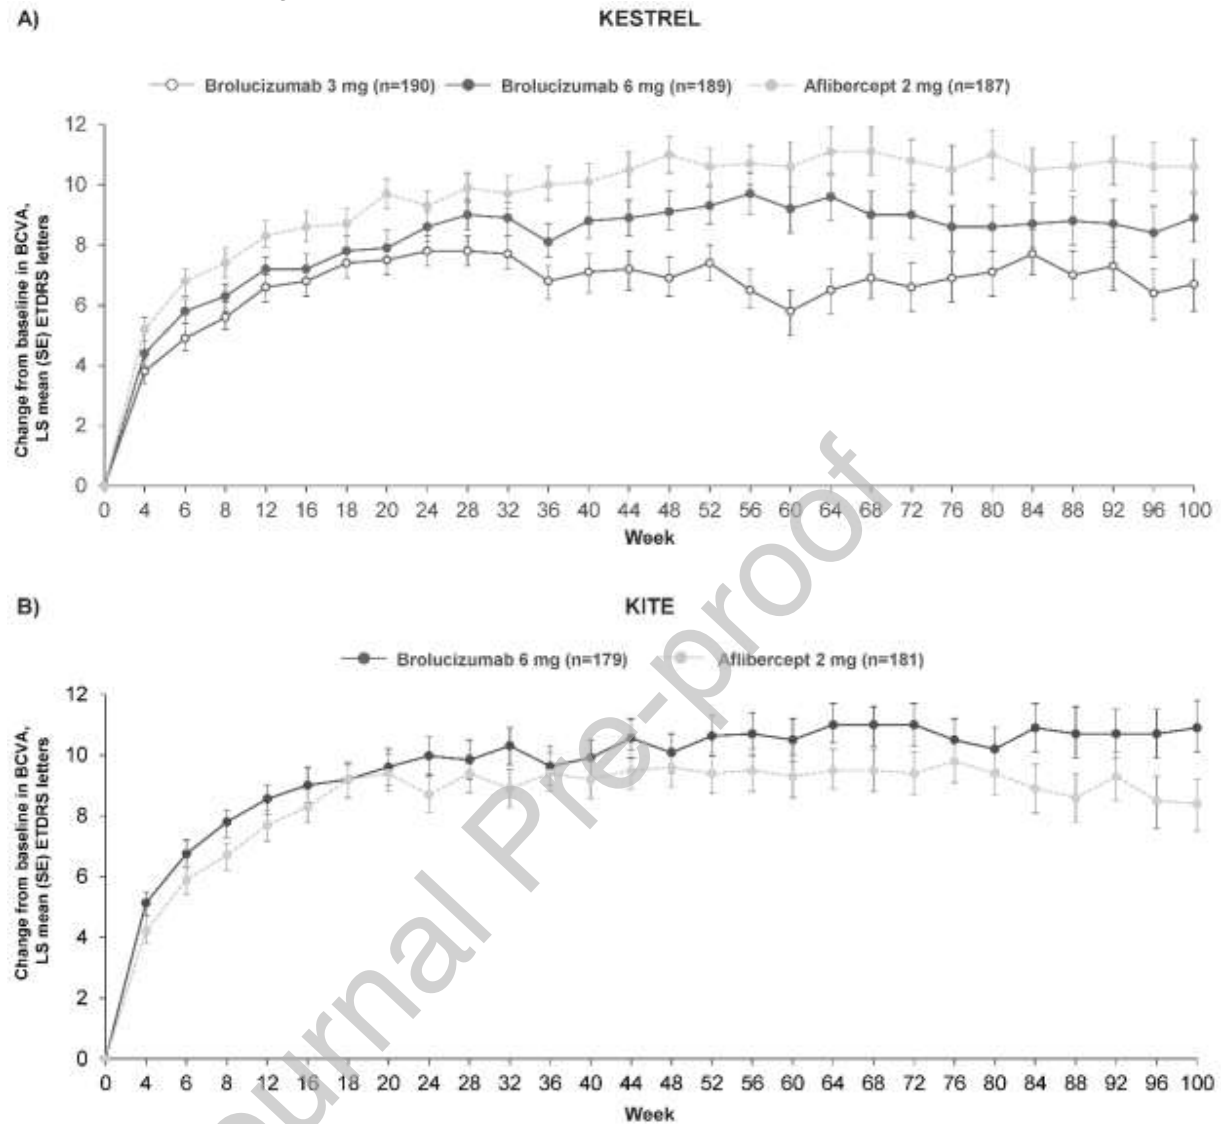 A)
KESTREL
Brolucizumab 3 mg (n=190) Brolucizumab 6 mg (n=189) Aflibercept 2 mg (n=187)
Change from baseline in BCVA,
LS mean (SE) ETDRS letters
12
10
8
6
4
2
0
0 4 6 8 12 16 18 20 24 28 32 36 40 44 48 52 56 60 64 68 72 76 80 84 88 92 96 100
Week
B)
KITE
Brolucizumab 6 mg (n=179) Aflibercept 2 mg (n=181)
Change from baseline in BCVA,
LS mean (SE) ETDRS letters
12
10
8
6
4
2
0
0 4 6 8 12 16 18 20 24 28 32 36 40 44 48 52 56 60 64 68 72 76 80 84 88 92 96 100
Week
urnal Pre-proof